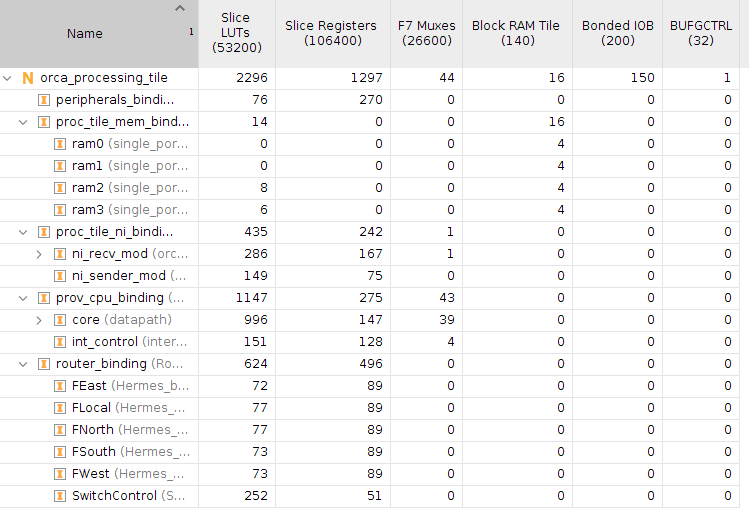 Name 1 Slice LUTs (53200) Slice Registers (106400) F7 Muxes (26600) Block RAM Tile (140) Bonded IOB (200) BUFGCTRL (32)
N orca_processing_tile 2296 1297 44 16 150 1
I peripherals_bindi... 76 270 0 0 0 0
I proc_tile_mem_bind... 14 0 0 16 0 0
I ram0 (single_por... 0 0 0 4 0 0
I ram1 (single_por... 0 0 0 4 0 0
I ram2 (single_por... 8 0 0 4 0 0
I ram3 (single_por... 6 0 0 4 0 0
I proc_tile_ni_bindi... 435 242 1 0 0 0
I ni_recv_mod (orc... 286 167 1 0 0 0
I ni_sender_mod (... 149 75 0 0 0 0
I prov_cpu_binding (... 1147 275 43 0 0 0
I core (datapath) 996 147 39 0 0 0
I int_control (inter... 151 128 4 0 0 0
I router_binding (Ro... 624 496 0 0 0 0
I FEast (Hermes_b... 72 89 0 0 0 0
I FLocal (Hermes_... 77 89 0 0 0 0
I FNorth (Hermes_... 77 89 0 0 0 0
I FSouth (Hermes_... 73 89 0 0 0 0
I FWest (Hermes_... 73 89 0 0 0 0
I SwitchControl (S... 252 51 0 0 0 0